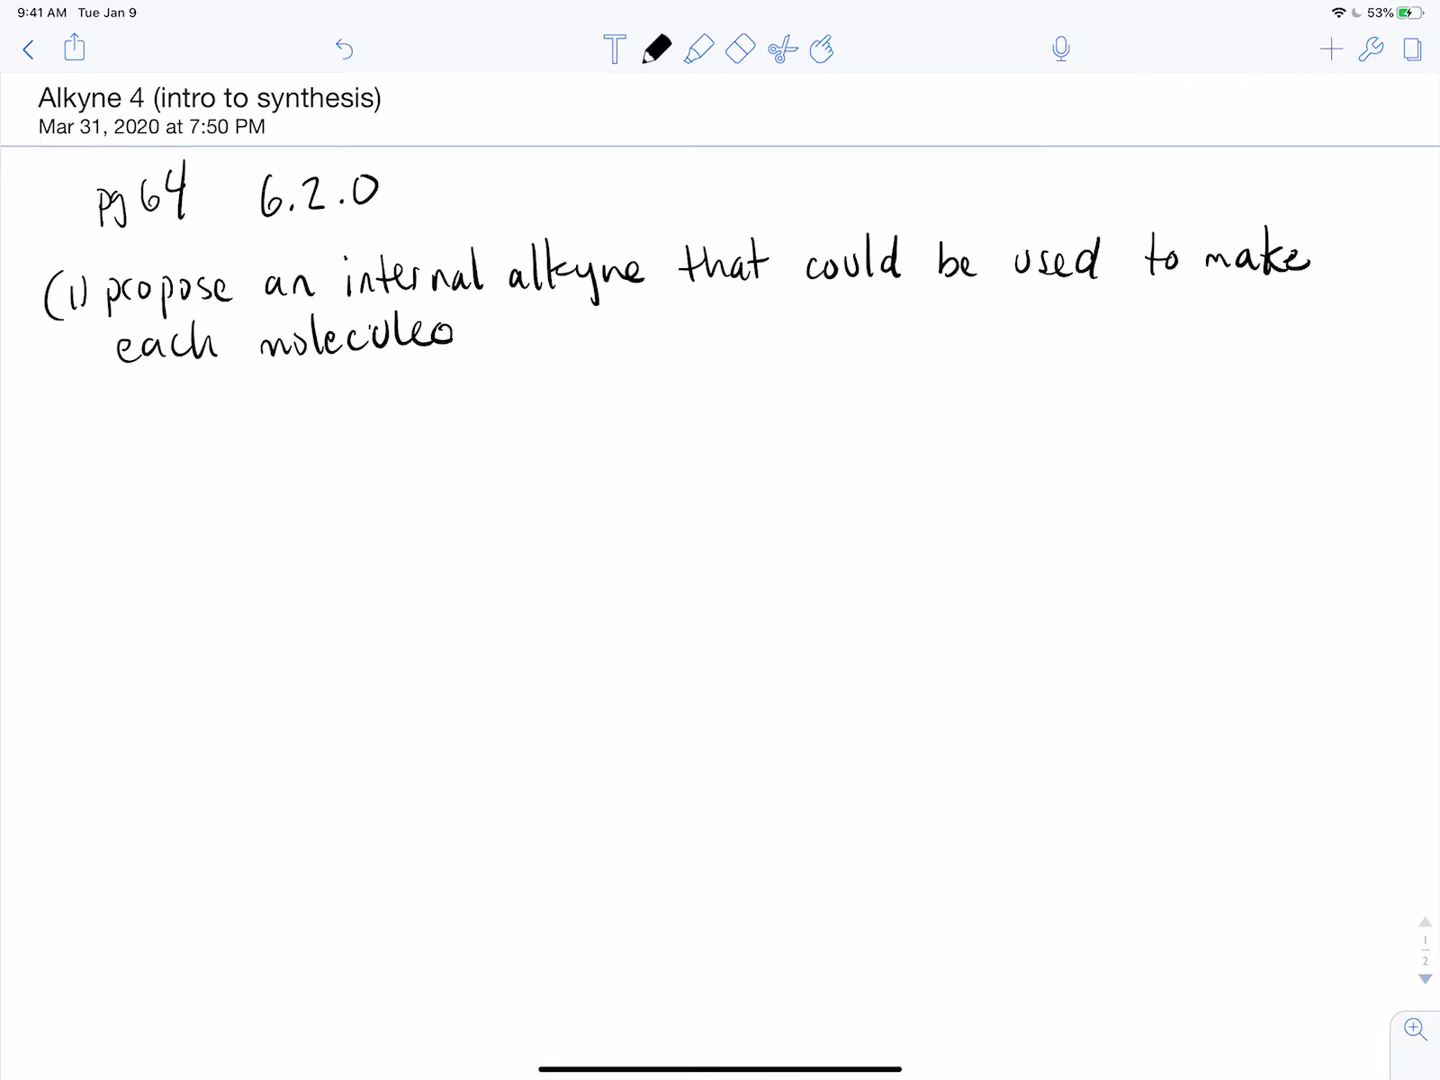 9:41 AM Tue Jan 9
53%
T
Alkyne 4 (intro to synthesis)
Mar 31, 2020 at 7:50 PM
pg 64 6.2.0
(1) propose an internal alkyne that could be used to make
each molecule
1
2